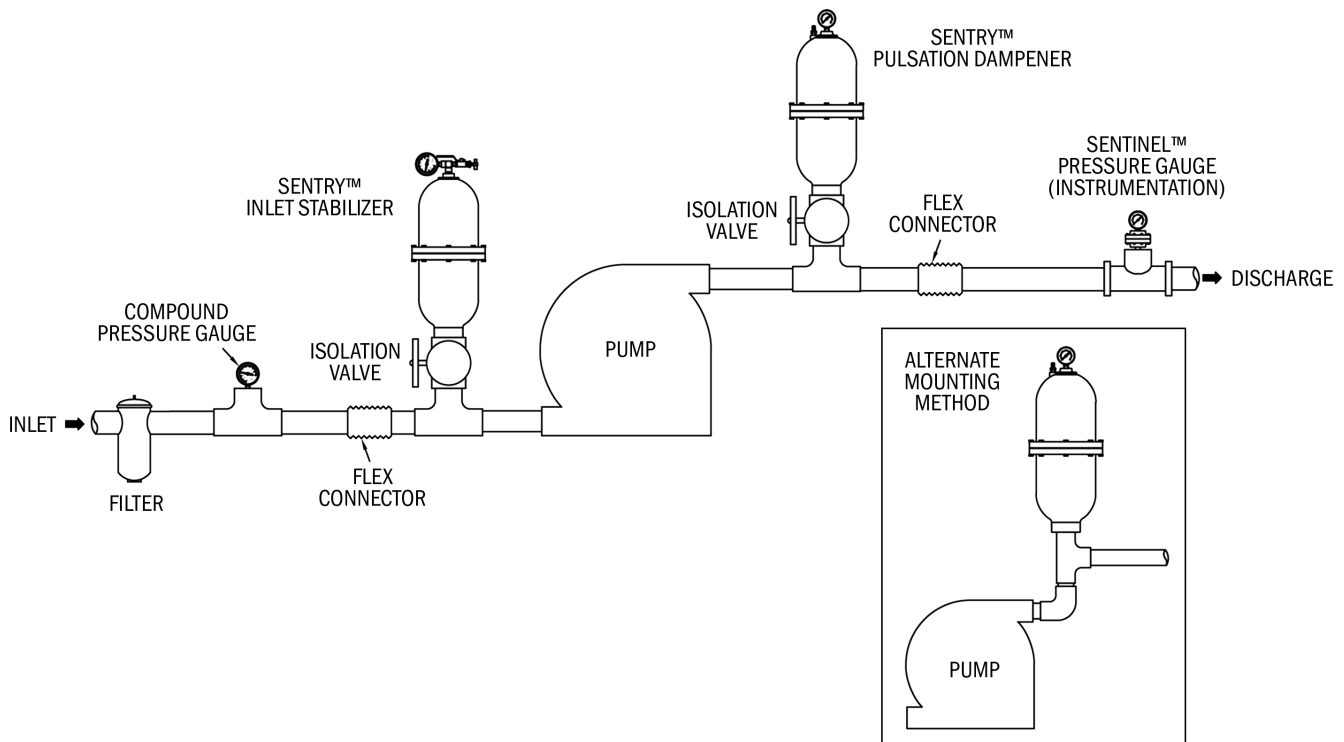 SENTRY™
PULSATION DAMPENER
SENTINEL™
PRESSURE GAUGE
(INSTRUMENTATION)
SENTRY™
INLET STABILIZER
ISOLATION
VALVE
FLEX
CONNECTOR
DISCHARGE
COMPOUND
PRESSURE GAUGE
ISOLATION
VALVE
PUMP
INLET
FILTER
FLEX
CONNECTOR
ALTERNATE
MOUNTING
METHOD
PUMP